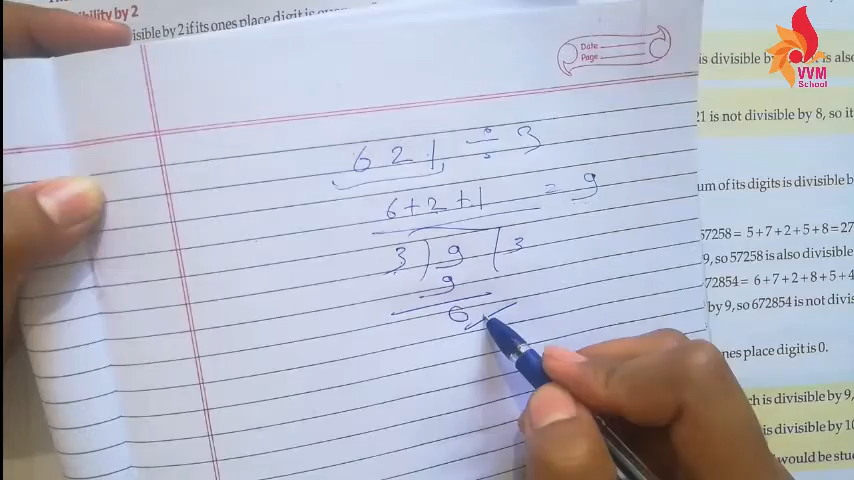 bility by 2
isible by 2 if its ones place digit is
Date
Page
VVM
School
is divisible by
is also
21 is not divisible by 8, so it
um of its digits is divisible b
57258 = 5+7+2+5+8=27
9, so 57258 is also divisible
72854 = 6+7+2+8+5+4
by 9, so 672854 is not divis
nes place digit is 0.
ch is divisible by 9,
is divisible by 10
would be stu
621 ÷ 3
6+2+1 = 9
3) 9 (3
9
0